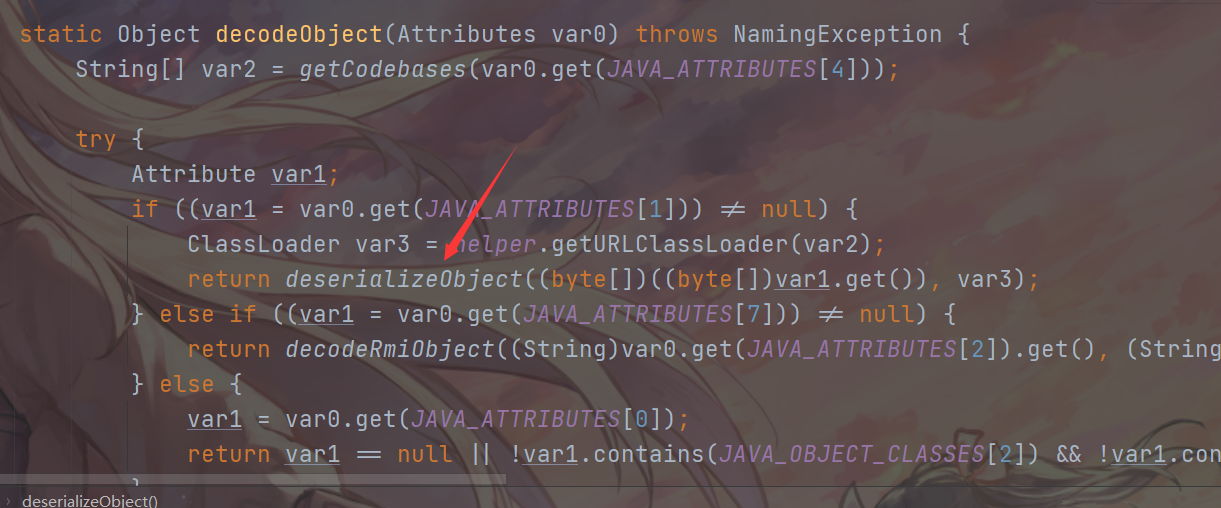 static Object decodeObject(Attributes var0) throws NamingException {
String[] var2 = getCodebases(var0.get(JAVA_ATTRIBUTES[4]));
try {
Attribute var1;
if ((var1 = var0.get(JAVA_ATTRIBUTES[1])) != null) {
ClassLoader var3 = helper.getURLClassLoader(var2);
return deserializeObject((byte[])((byte[])var1.get()), var3);
} else if ((var1 = var0.get(JAVA_ATTRIBUTES[7])) != null) {
return decodeRmiObject((String)var0.get(JAVA_ATTRIBUTES[2]).get(), (String
} else {
var1 = var0.get(JAVA_ATTRIBUTES[0]);
return var1 == null || !var1.contains(JAVA_OBJECT_CLASSES[2]) && !var1.con
}
› deserializeObject()